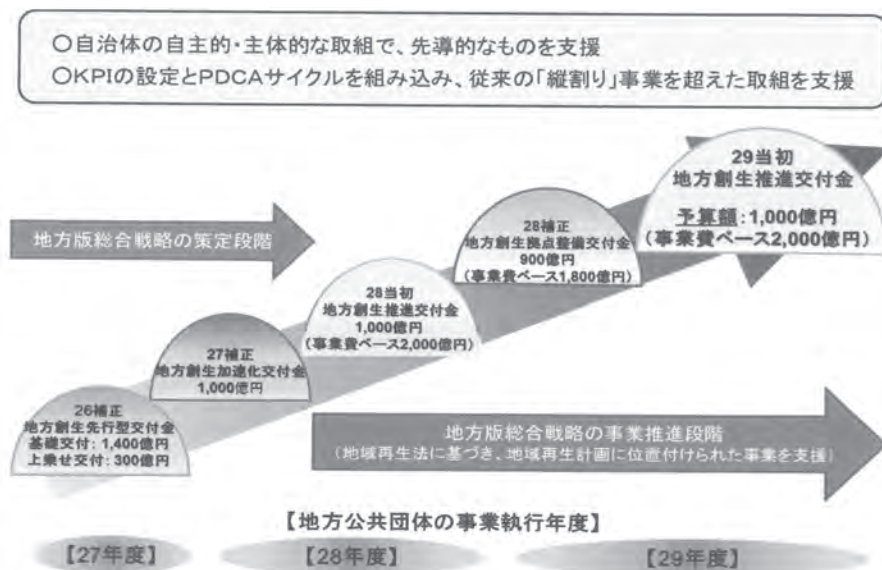 ○自治体の自主的・主体的な取組で、先導的なものを支援
○KPIの設定とPDCAサイクルを組み込み、従来の「縦割り」事業を超えた取組を支援
29当初
地方創生推進交付金
予算額：1,000億円
（事業費ベース2,000億円）
28補正
地方創生拠点整備交付金
900億円
（事業費ベース1,800億円）
地方版総合戦略の策定段階
28当初
地方創生推進交付金
1,000億円
（事業費ベース2,000億円）
27補正
地方創生加速化交付金
1,000億円
26補正
地方創生先行型交付金
基礎交付：1,400億円
上乗せ交付：300億円
地方版総合戦略の事業推進段階
（地域再生法に基づき、地域再生計画に位置付けられた事業を支援）
【地方公共団体の事業執行年度】
【27年度】
【28年度】
【29年度】